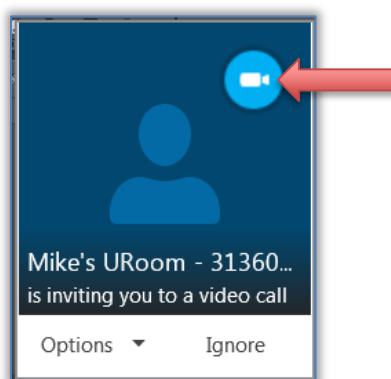 Mike's URoom - 31360...
is inviting you to a video call
Options Ignore